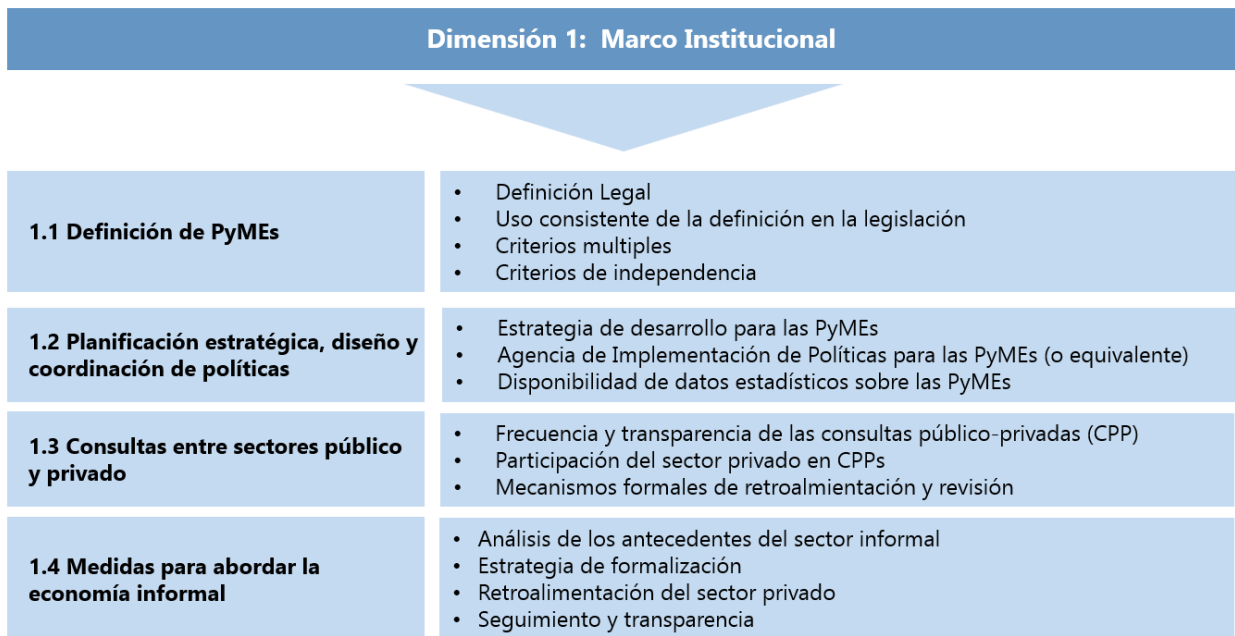 Dimensión 1: Marco Institucional
1.1 Definición de PyMEs
• Definición Legal
• Uso consistente de la definición en la legislación
• Criterios multiples
• Criterios de independencia
1.2 Planificación estratégica, diseño y
coordinación de políticas
• Estrategia de desarrollo para las PyMEs
• Agencia de Implementación de Políticas para las PyMEs (o equivalente)
• Disponibilidad de datos estadísticos sobre las PyMEs
1.3 Consultas entre sectores público
y privado
• Frecuencia y transparencia de las consultas público-privadas (CPP)
• Participación del sector privado en CPPs
• Mecanismos formales de retroalmientación y revisión
1.4 Medidas para abordar la
economía informal
• Análisis de los antecedentes del sector informal
• Estrategia de formalización
• Retroalimentación del sector privado
• Seguimiento y transparencia